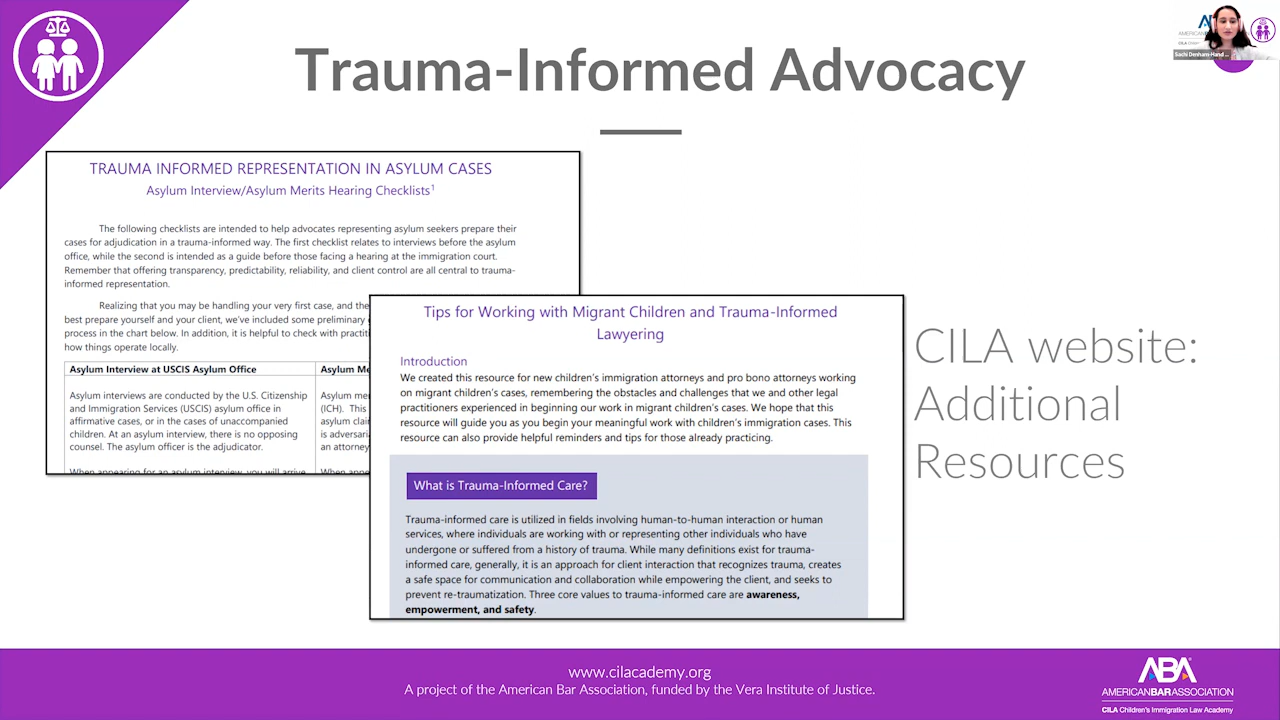 Trauma-Informed Advocacy
TRAUMA INFORMED REPRESENTATION IN ASYLUM CASES
Asylum Interview/Asylum Merits Hearing Checklists¹
The following checklists are intended to help advocates representing asylum seekers prepare their
cases for adjudication in a trauma-informed way. The first checklist relates to interviews before the asylum
office, while the second is intended as a guide before those facing a hearing at the immigration court.
Remember that offering transparency, predictability, reliability, and client control are all central to trauma-
informed representation.
Realizing that you may be handling your very first case, and the
best prepare yourself and your client, we've included some preliminary
process in the chart below. In addition, it is helpful to check with practit
how things operate locally.
Asylum Interview at USCIS Asylum Office
Asylum interviews are conducted by the U.S. Citizenship
and Immigration Services (USCIS) asylum office in
affirmative cases, or in the cases of unaccompanied
children. At an asylum interview, there is no opposing
counsel. The asylum officer is the adjudicator.
When appearing for an asylum interview, you will arrive
Asylum Me
Asylum mer
(ICH). This
asylum clai
is adversaria
an attorney
When appe
Tips for Working with Migrant Children and Trauma-Informed
Lawyering
Introduction
We created this resource for new children's immigration attorneys and pro bono attorneys working
on migrant children's cases, remembering the obstacles and challenges that we and other legal
practitioners experienced in beginning our work in migrant children's cases. We hope that this
resource will guide you as you begin your meaningful work with children's immigration cases. This
resource can also provide helpful reminders and tips for those already practicing.
What is Trauma-Informed Care?
Trauma-informed care is utilized in fields involving human-to-human interaction or human
services, where individuals are working with or representing other individuals who have
undergone or suffered from a history of trauma. While many definitions exist for trauma-
informed care, generally, it is an approach for client interaction that recognizes trauma, creates
a safe space for communication and collaboration while empowering the client, and seeks to
prevent re-traumatization. Three core values to trauma-informed care are awareness,
empowerment, and safety.
CILA website:
Additional
Resources
www.cilacademy.org
A project of the American Bar Association, funded by the Vera Institute of Justice.
ABA
AMERICANBARASSOCIATION
CILA Children's Immigration Law Academy